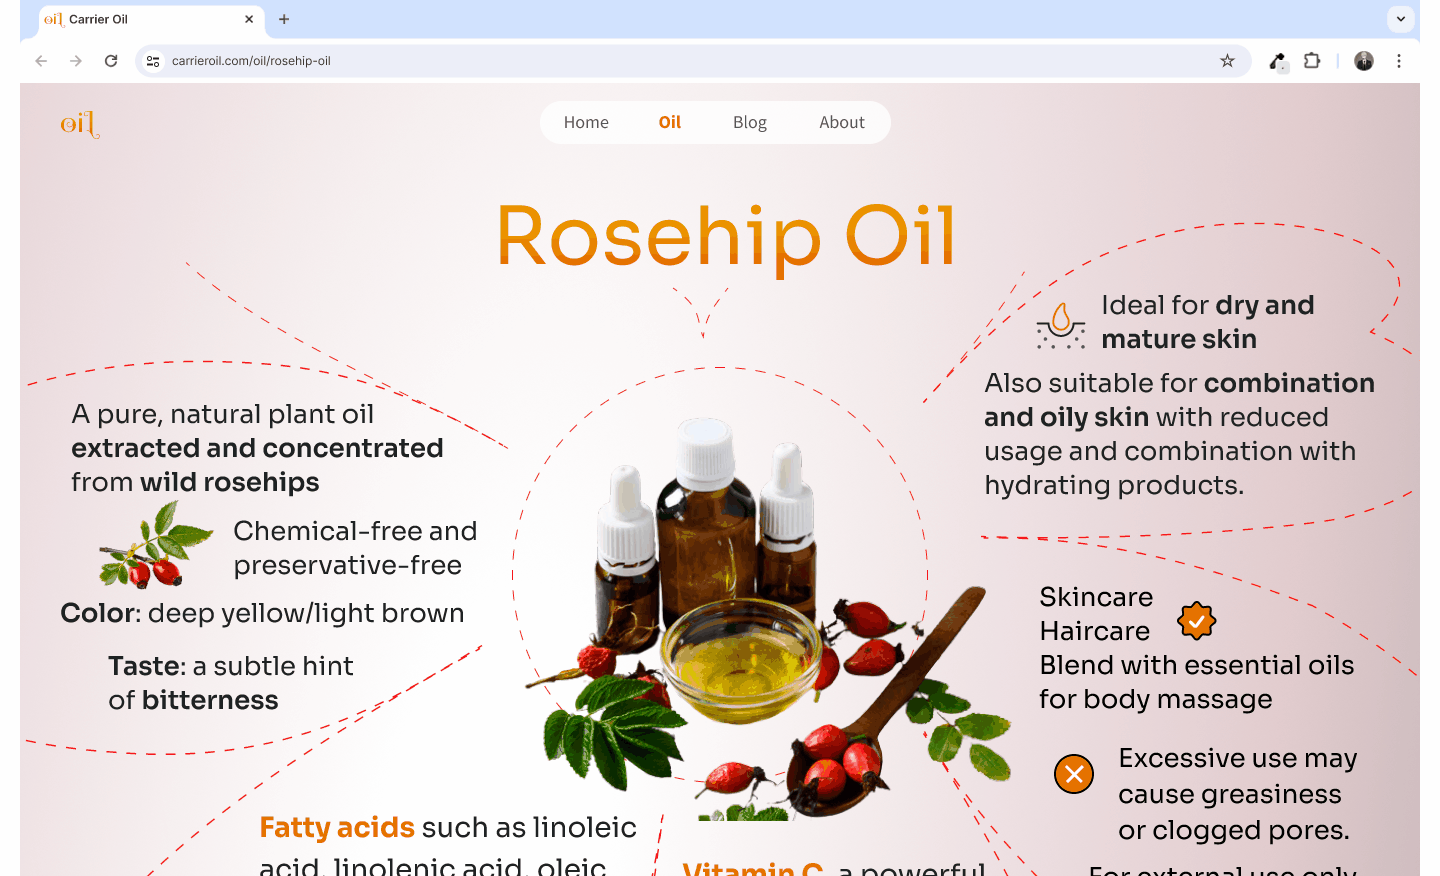 oil Carrier Oil
carrieroil.com/oil/rosehip-oil
oil
Home Oil Blog About
Rosehip Oil
A pure, natural plant oil
extracted and concentrated
from wild rosehips
Chemical-free and
preservative-free
Color: deep yellow/light brown
Taste: a subtle hint
of bitterness
Ideal for dry and
mature skin
Also suitable for combination
and oily skin with reduced
usage and combination with
hydrating products.
Skincare
Haircare
Blend with essential oils
for body massage
Excessive use may
cause greasiness
or clogged pores.
For external use only
Fatty acids such as linoleic
acid, linolenic acid, oleic
Vitamin C, a powerful